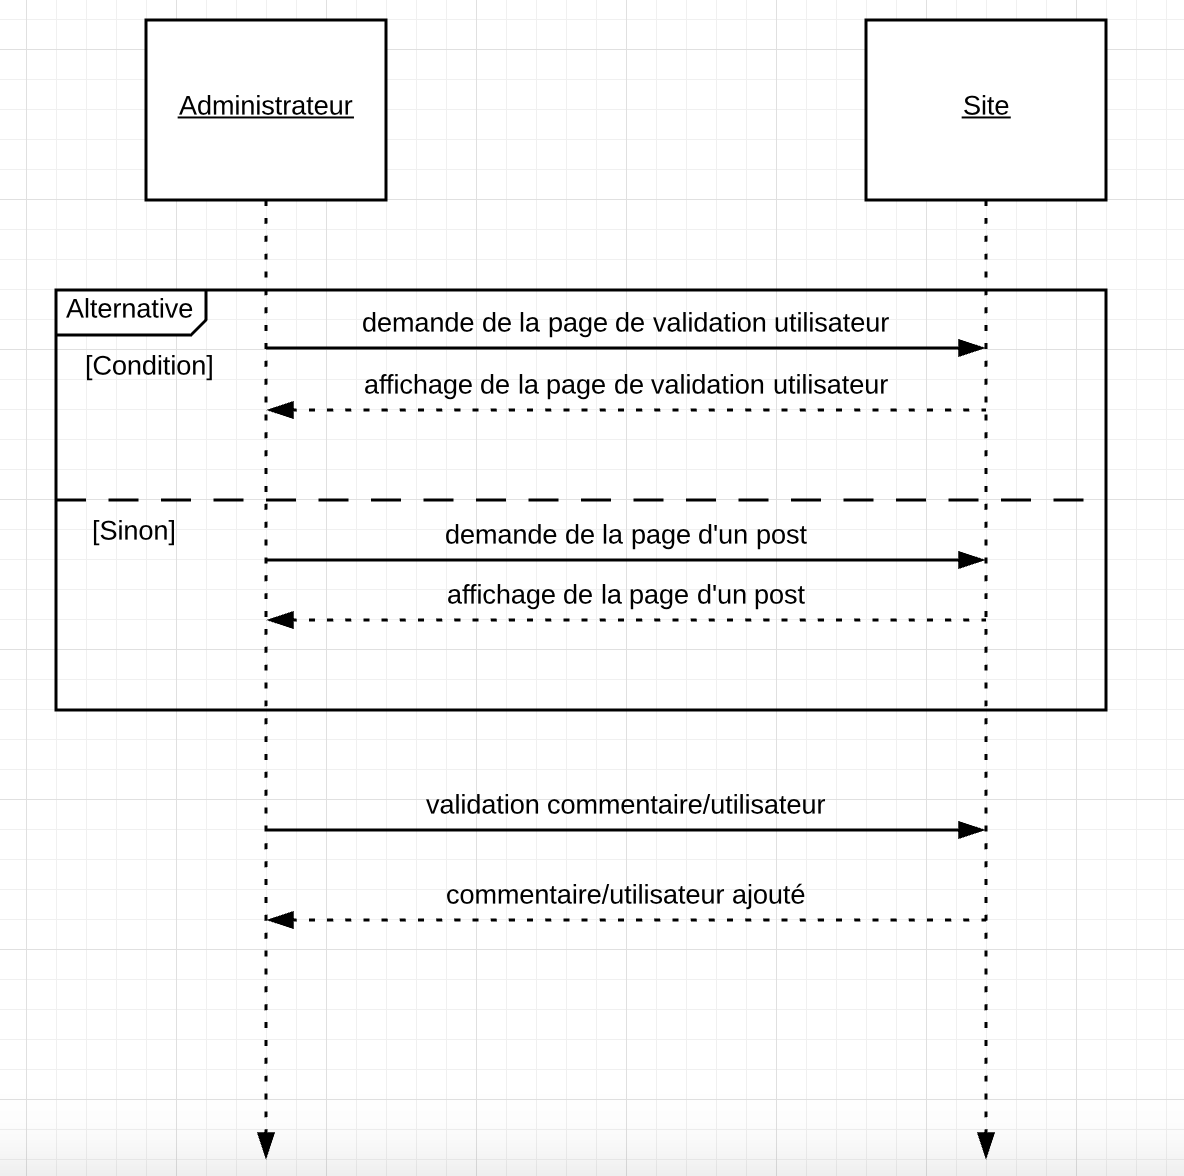 Administrateur
Site
Alternative
demande de la page de validation utilisateur
[Condition]
affichage de la page de validation utilisateur
[Sinon]
demande de la page d'un post
affichage de la page d'un post
validation commentaire/utilisateur
commentaire/utilisateur ajouté